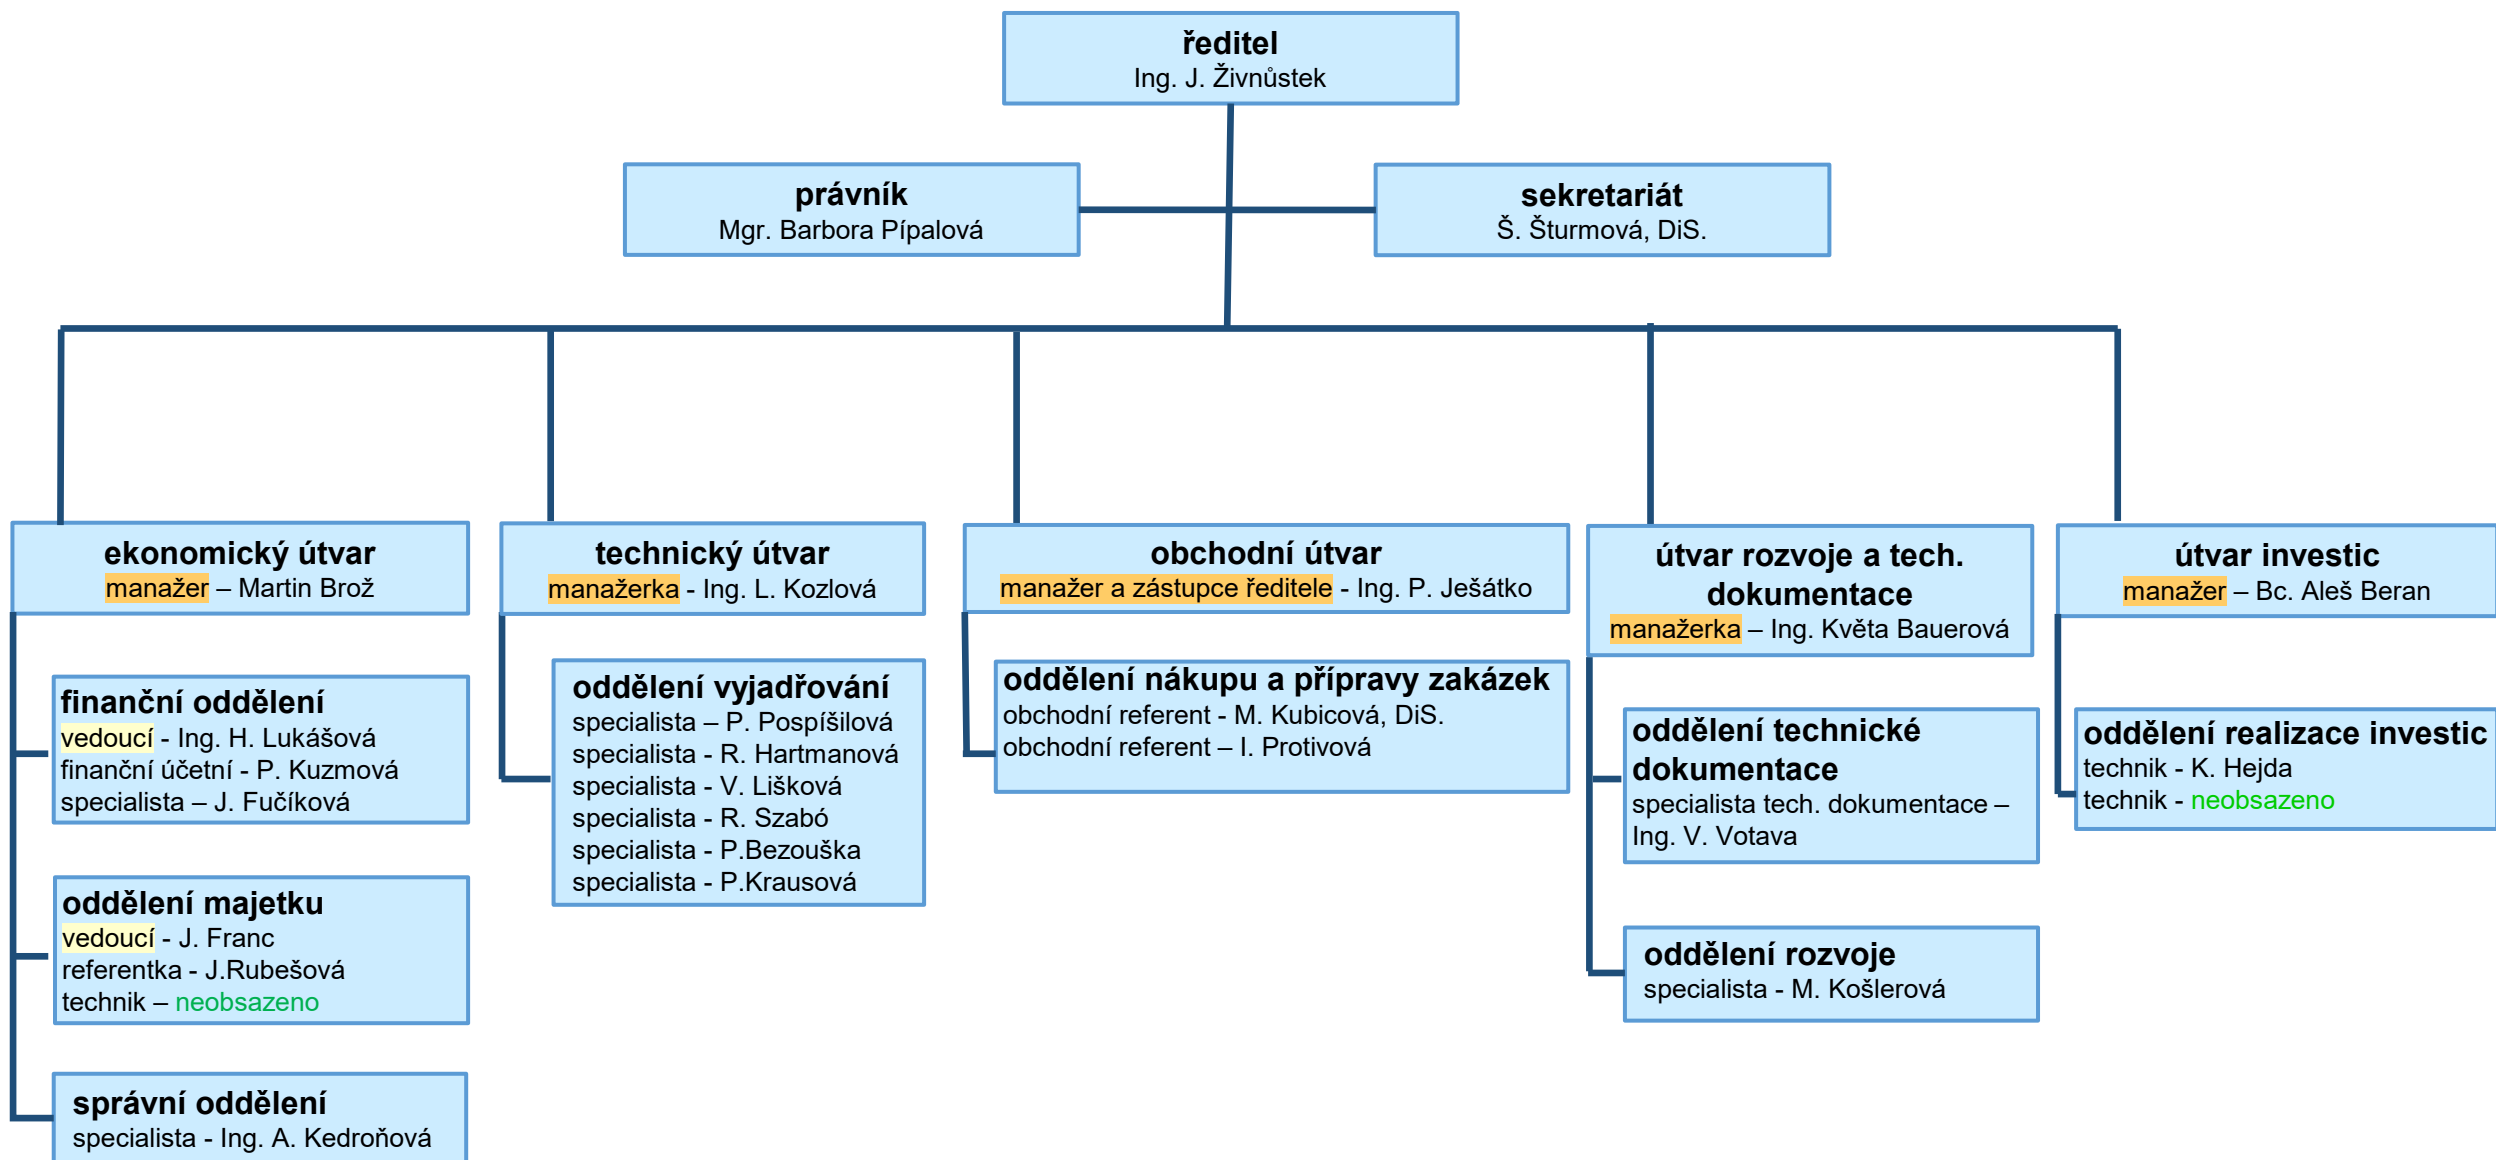 ředitel
Ing. J. Živnůstek
právník
Mgr. Barbora Pípalová
sekretariát
Š. Šturmová, DiS.
ekonomický útvar
manažer – Martin Brož
finanční oddělení
vedoucí - Ing. H. Lukášová
finanční účetní - P. Kuzmová
specialista – J. Fučíková
oddělení majetku
vedoucí - J. Franc
referentka - J.Rubešová
technik – neobsazeno
správní oddělení
specialista - Ing. A. Kedroňová
technický útvar
manažerka - Ing. L. Kozlová
oddělení vyjadřování
specialista – P. Pospíšilová
specialista - R. Hartmanová
specialista - V. Lišková
specialista - R. Szabó
specialista - P.Bezouška
specialista - P.Krausová
obchodní útvar
manažer a zástupce ředitele - Ing. P. Ješátko
oddělení nákupu a přípravy zakázek
obchodní referent - M. Kubicová, DiS.
obchodní referent – I. Protivová
útvar rozvoje a tech.
dokumentace
manažerka – Ing. Květa Bauerová
oddělení technické
dokumentace
specialista tech. dokumentace –
Ing. V. Votava
oddělení rozvoje
specialista - M. Košlerová
útvar investic
manažer – Bc. Aleš Beran
oddělení realizace investic
technik - K. Hejda
technik - neobsazeno